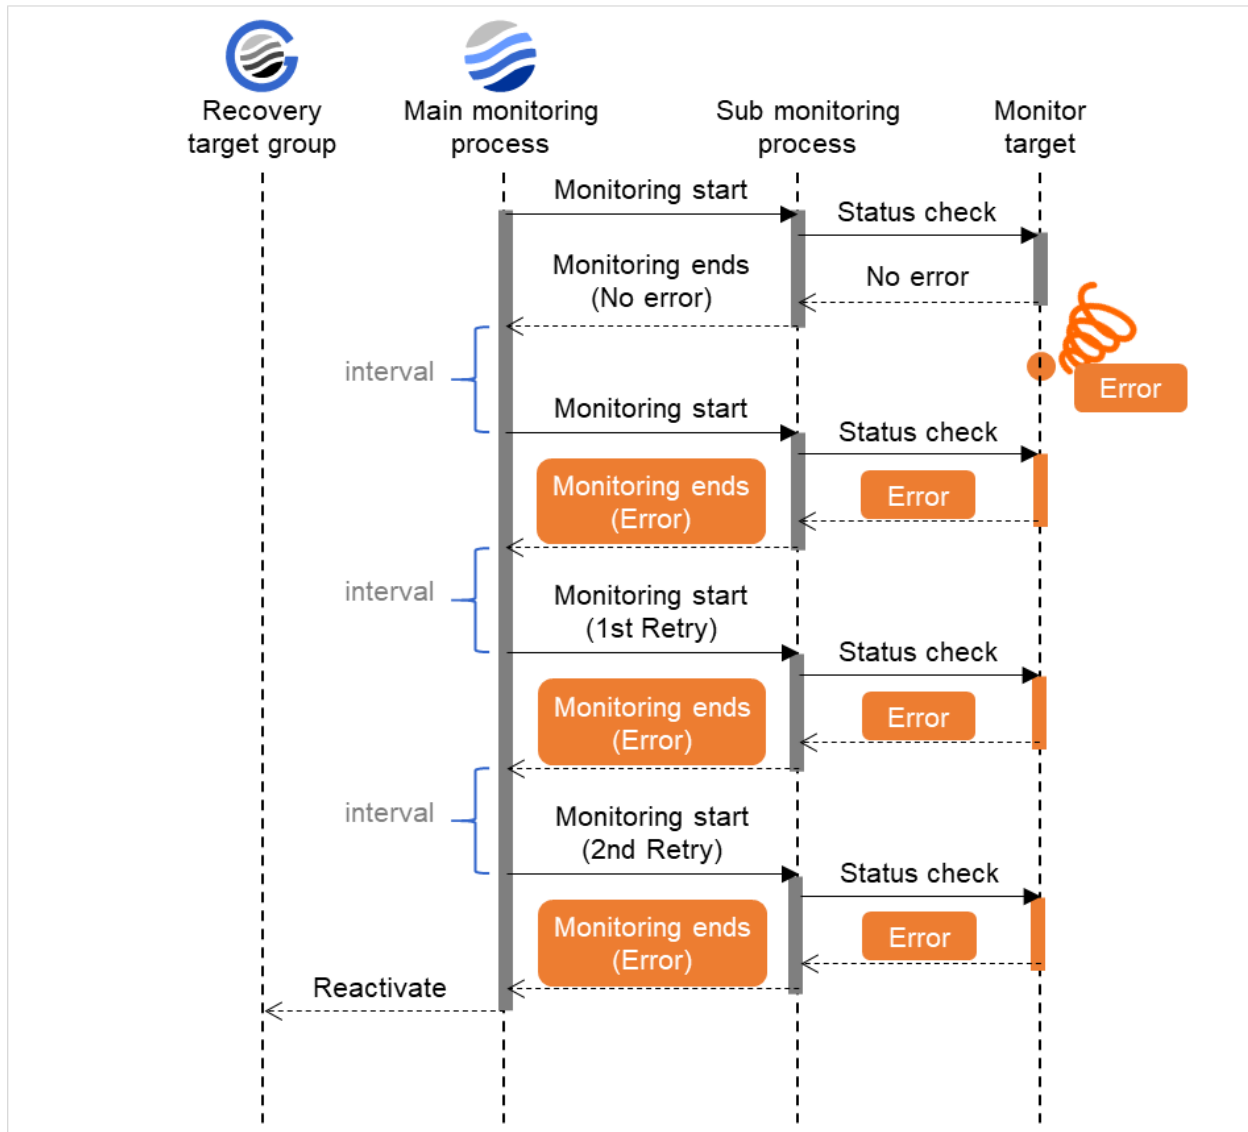 Recovery
target group
Main monitoring
process
Sub monitoring
process
Monitor
target
Monitoring start
Status check
Monitoring ends
(No error)
No error
interval
Error
Monitoring start
Status check
Monitoring ends
(Error)
Error
interval
Monitoring start
(1st Retry)
Status check
Monitoring ends
(Error)
Error
interval
Monitoring start
(2nd Retry)
Status check
Monitoring ends
(Error)
Error
Reactivate